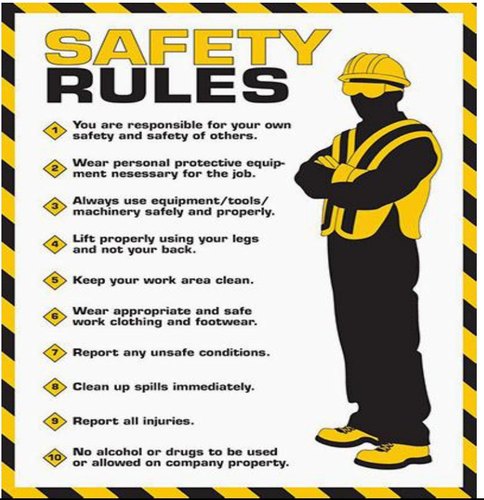 SAFETY
RULES
1 You are responsible for your own
safety and safety of others.
2 Wear personal protective equip-
ment nesessary for the job.
3 Always use equipment/tools/
machinery safely and properly.
4 Lift properly using your legs
and not your back.
5 Keep your work area clean.
6 Wear appropriate and safe
work clothing and footwear.
7 Report any unsafe conditions.
8 Clean up spills immediately.
9 Report all injuries.
10 No alcohol or drugs to be used
or allowed on company property.